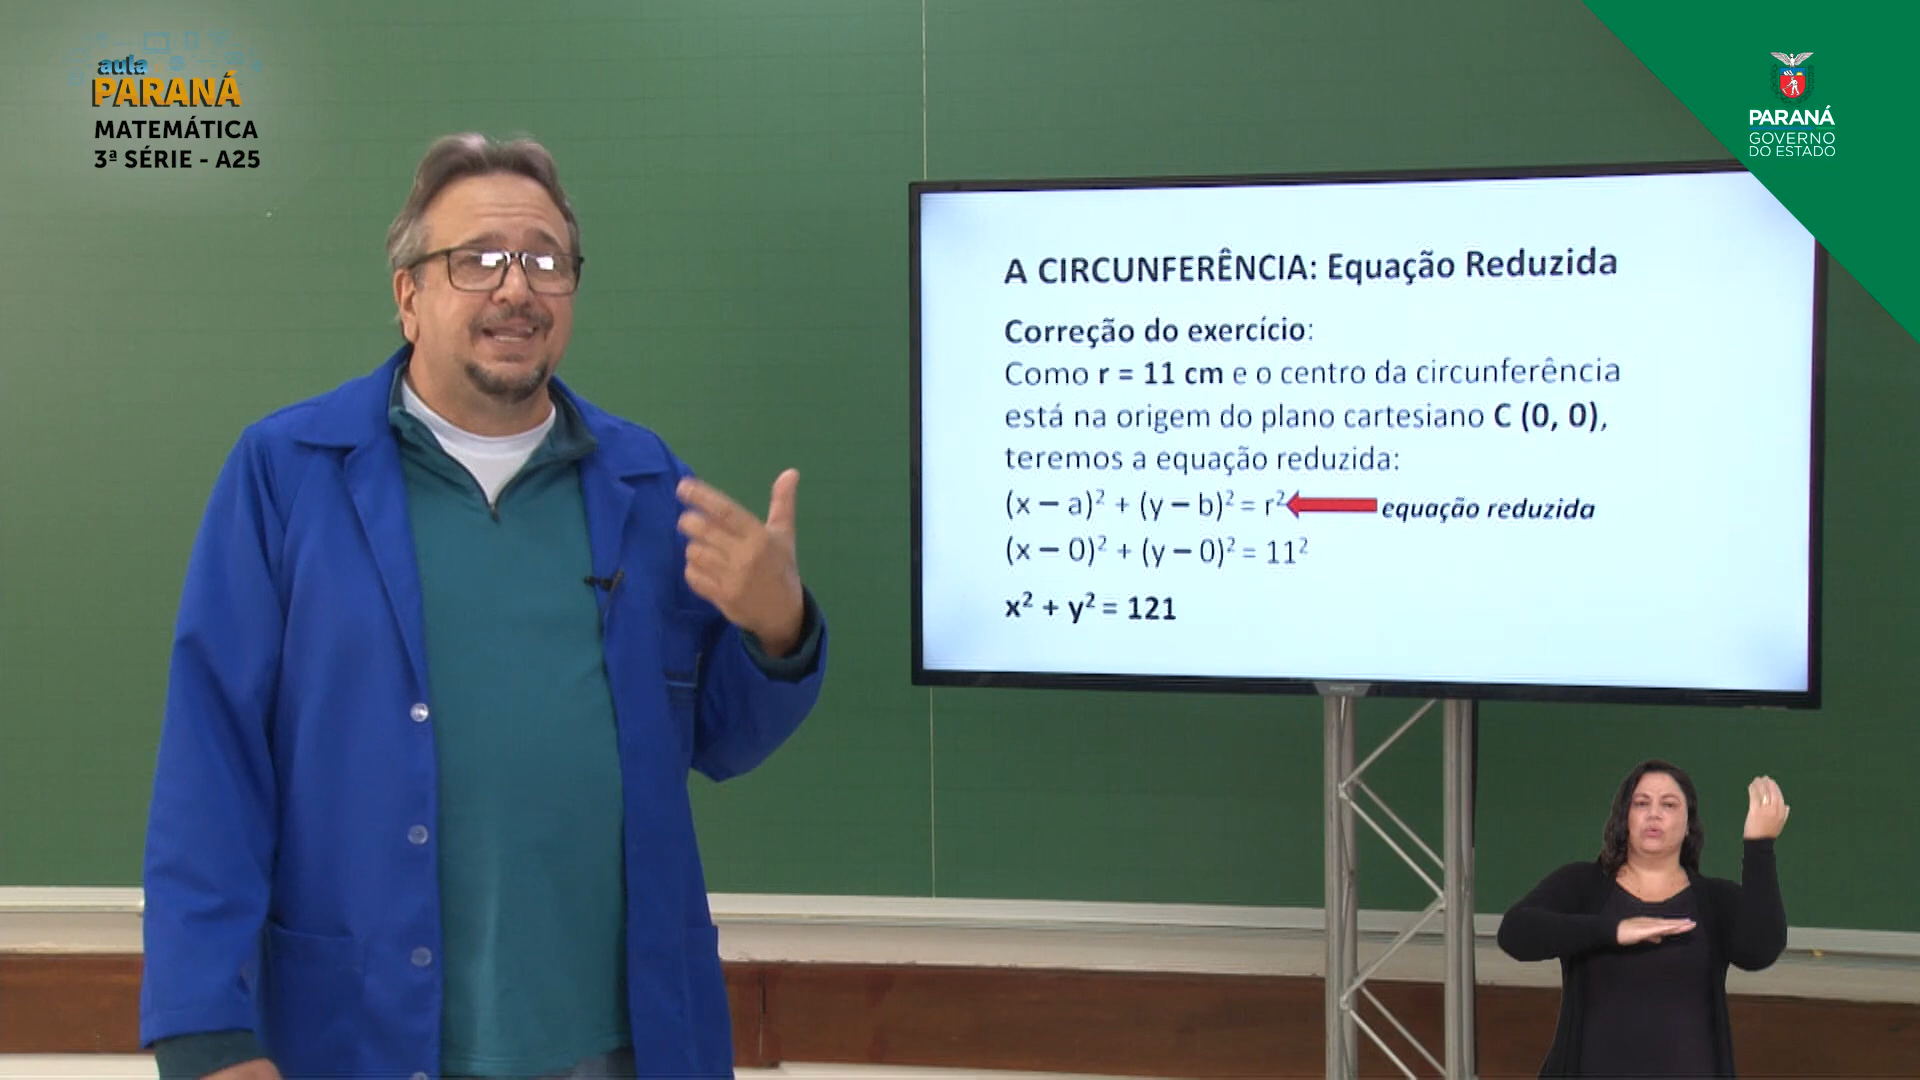 aula
PARANÁ
MATEMÁTICA
3ª SÉRIE - A25
PARANÁ
GOVERNO
DO ESTADO
A CIRCUNFERÊNCIA: Equação Reduzida
Correção do exercício:
Como r = 11 cm e o centro da circunferência
está na origem do plano cartesiano C (0, 0),
teremos a equação reduzida:
(x – a)² + (y – b)² = r² equação reduzida
(x – 0)² + (y – 0)² = 11²
x² + y² = 121